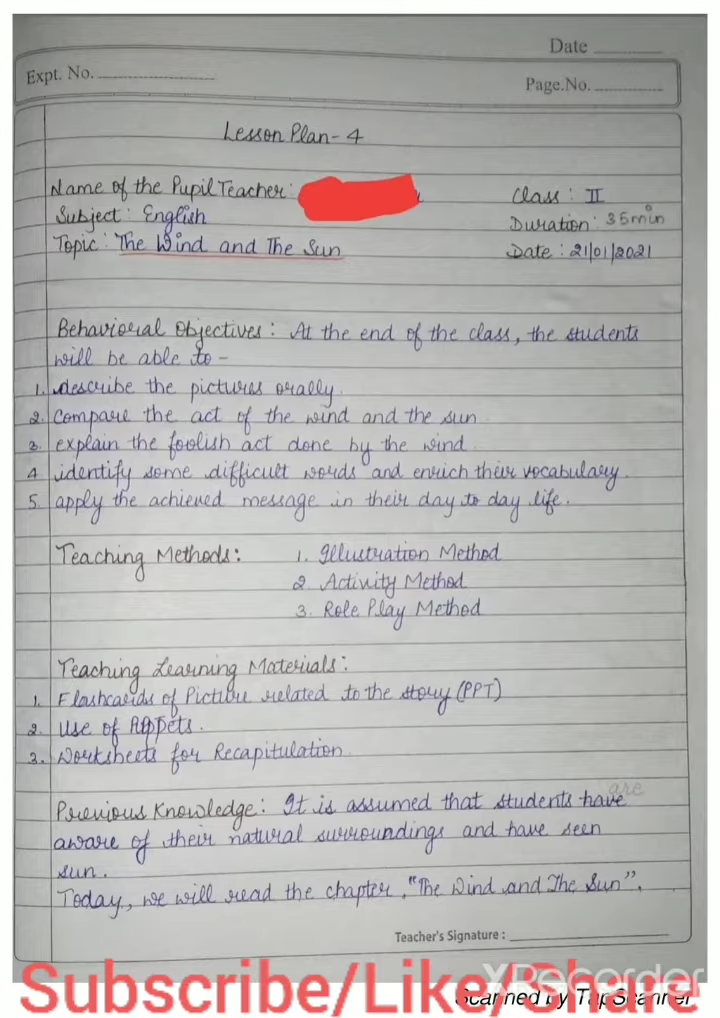 Date
Expt. No.
Page.No.
Lesson Plan- 4
Name of the Pupil Teacher:
Class : II
Subject : English
Duration: 35min
Topic : The Wind and The Sun
Date : 21/01/2021
Behavioral Objectives : At the end of the class, the students
will be able to -
1. describe the pictures orally.
2. compare the act of the wind and the sun
3. explain the foolish act done by the wind.
4. identify some difficult words and enrich their vocabulary.
5. apply the achieved message in their day to day life.
Teaching Methods: 1. Illustration Method
2. Activity Method
3. Role Play Method
Teaching Learning Materials:
1. Flashcards of Picture related to the story (PPT)
2. Use of Puppets.
3. Worksheets for Recapitulation.
are
Previous Knowledge: It is assumed that students have
aware of their natural surroundings and have seen
sun.
Today, we will read the chapter, "The Wind and The Sun".
Teacher's Signature :
XRecorder
Scanned by TapScanner
Subscribe/Like/Share